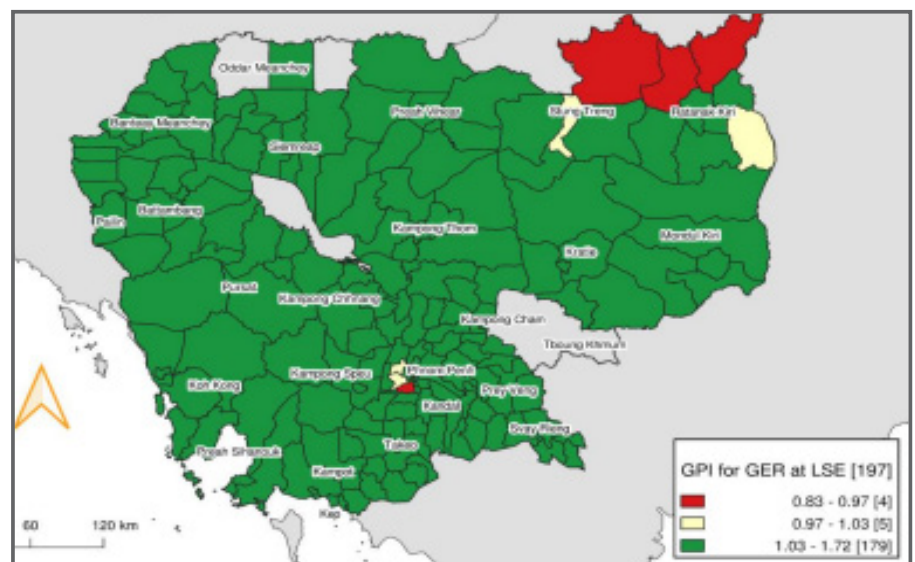 Oddar Meanchey
Preah Vihear
Stung Treng
Ratanak Kiri
Banteay Meanchey
Siemreap
Pailin
Battambang
Kampong Thom
Kratie
Mondul Kiri
Pursat
Kampong Chhnang
Kampong Cham
Tboung Khmum
Koh Kong
Kampong Speu
Phnom Penh
Prey Veng
Kandal
Svay Rieng
Preah Sihanouk
Takeo
Kampot
Kep
60 120 km
GPI for GER at LSE [197]
0.83 - 0.97 [4]
0.97 - 1.03 [5]
1.03 - 1.72 [179]